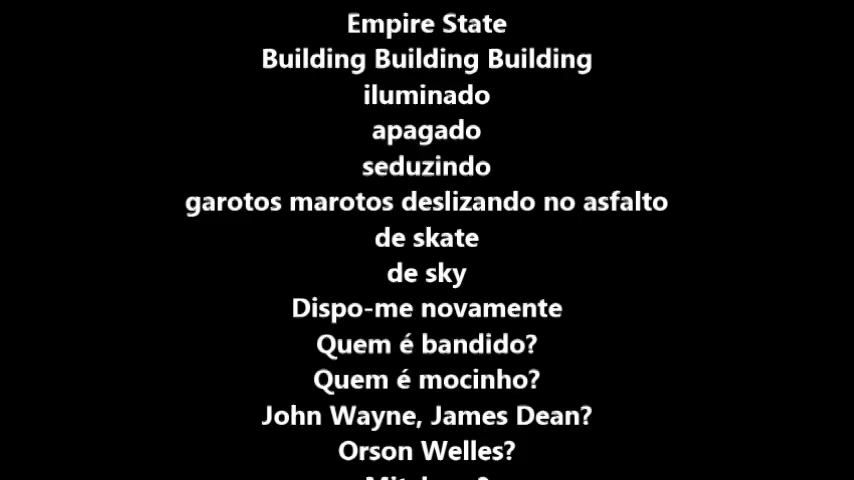 Empire State
Building Building Building
iluminado
apagado
seduzindo
garotos marotos deslizando no asfalto
de skate
de sky
Dispo-me novamente
Quem é bandido?
Quem é mocinho?
John Wayne, James Dean?
Orson Welles?